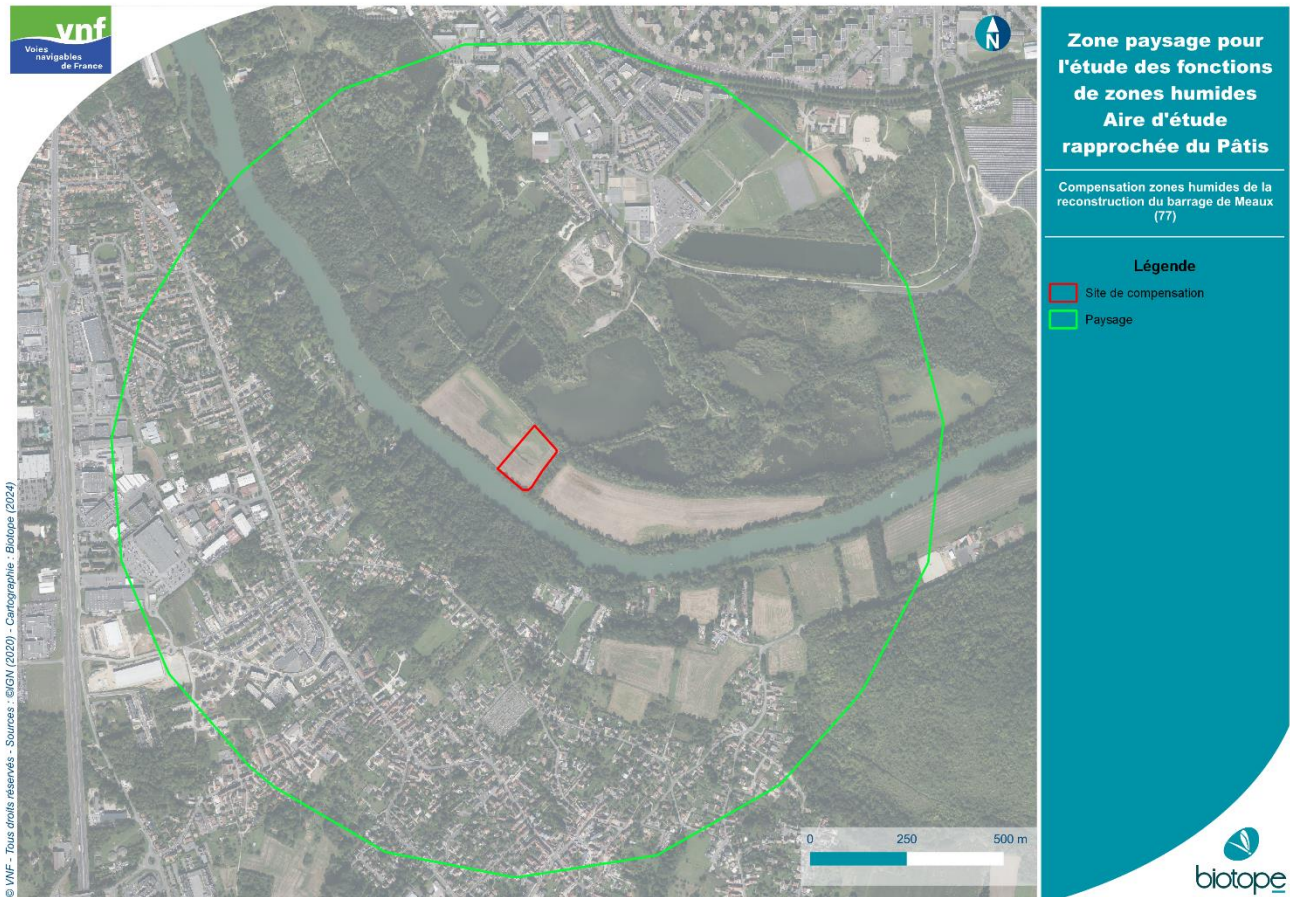 vnf
Voies
navigables
de France
N
Zone paysage pour
l'étude des fonctions
de zones humides
Aire d'étude
rapprochée du Pâtis
Compensation zones humides de la
reconstruction du barrage de Meaux
(77)
Légende
Site de compensation
Paysage
0 250 500 m
© VNF - Tous droits réservés - Sources : ©IGN (2020) - Cartographie : Biotope (2024)
biotope